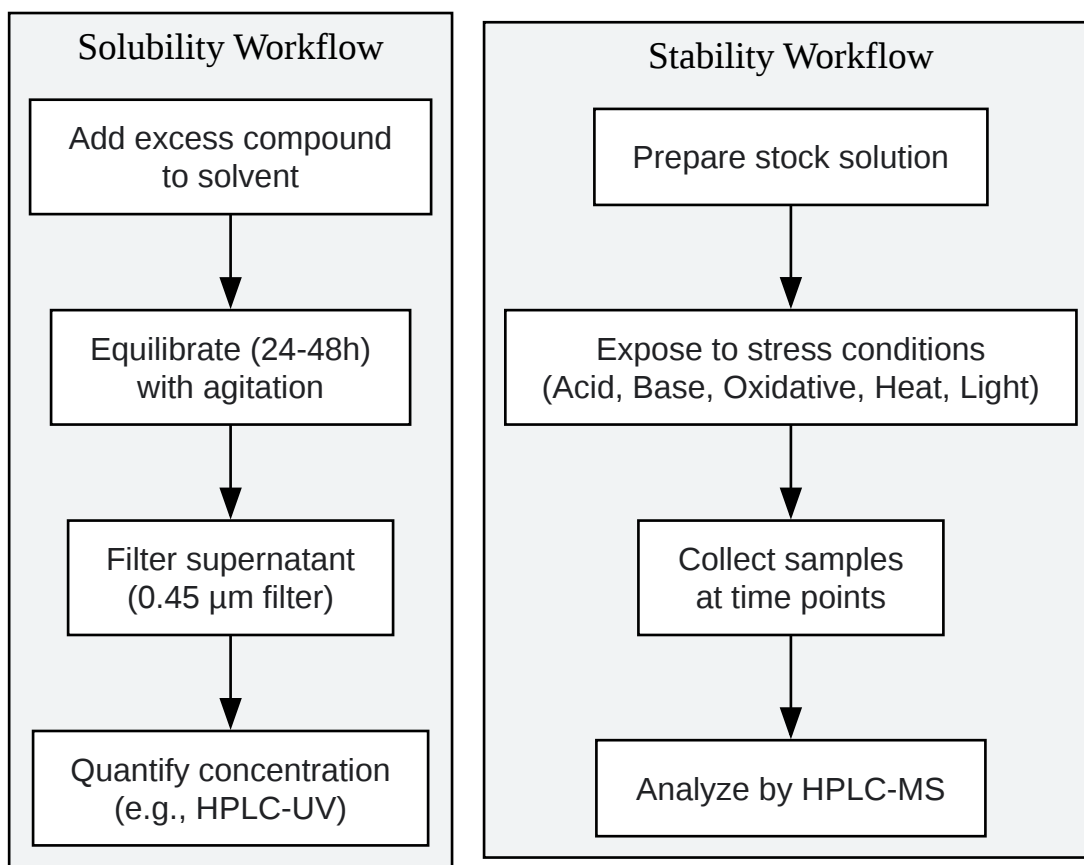 Solubility Workflow
Add excess compound
to solvent
Equilibrate (24-48h)
with agitation
Filter supernatant
(0.45 µm filter)
Quantify concentration
(e.g., HPLC-UV)
Stability Workflow
Prepare stock solution
Expose to stress conditions
(Acid, Base, Oxidative, Heat, Light)
Collect samples
at time points
Analyze by HPLC-MS